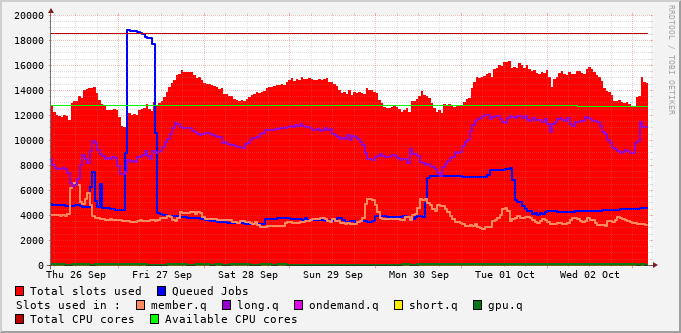 20000
18000
16000
14000
12000
10000
8000
6000
4000
2000
0
Thu 26 Sep Fri 27 Sep Sat 28 Sep Sun 29 Sep Mon 30 Sep Tue 01 Oct Wed 02 Oct
Total slots used Queued Jobs
Slots used in : member.q long.q ondemand.q short.q gpu.q
Total CPU cores Available CPU cores
RRDTOOL / TOBI OETIKER